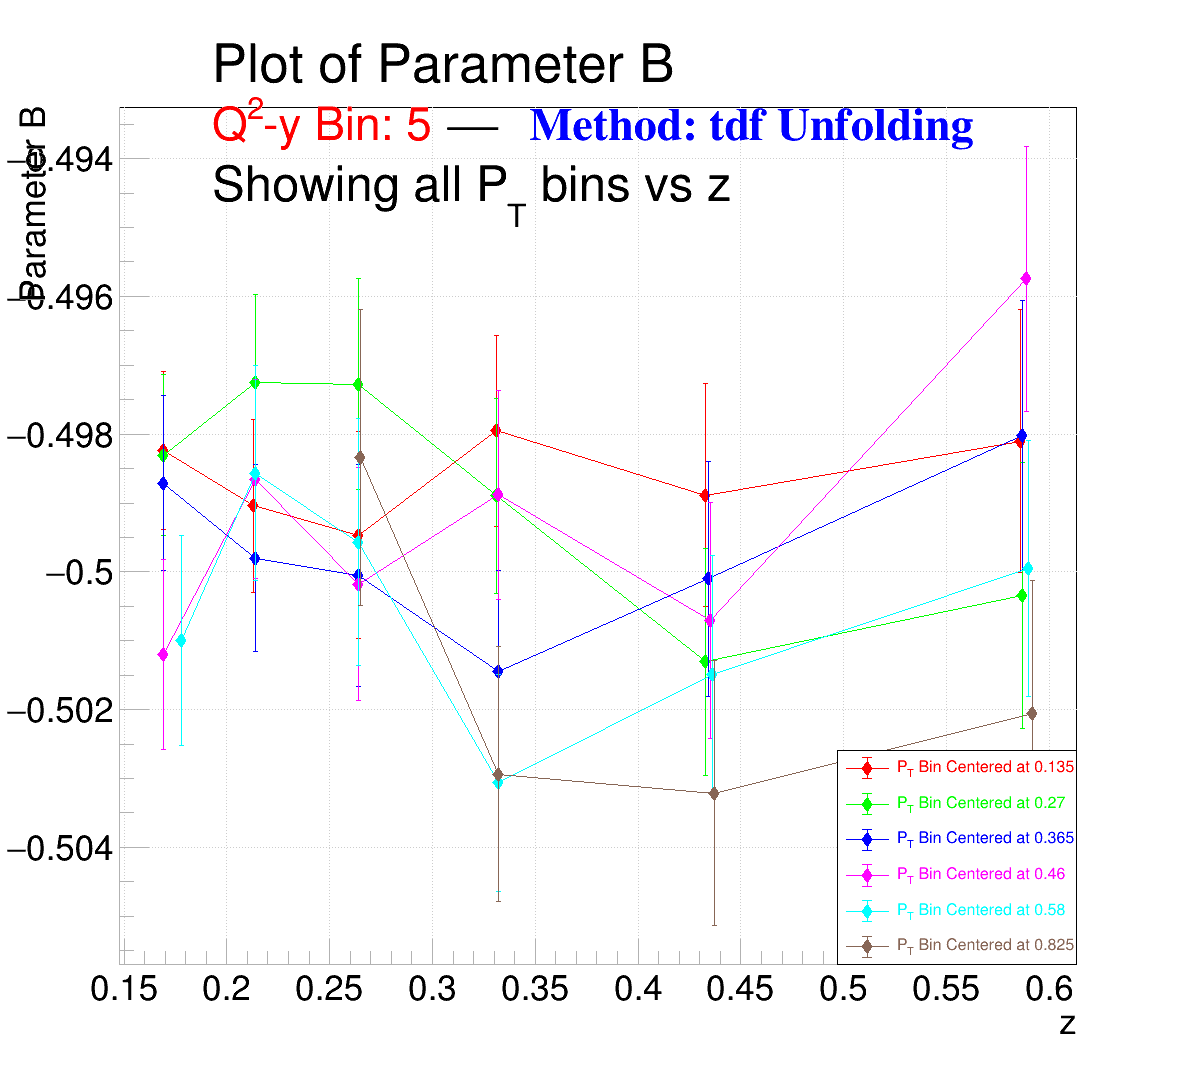 Plot of Parameter B
Q2-y Bin: 5 — Method: tdf Unfolding
Showing all PT bins vs z
Parameter B
−0.494
−0.496
−0.498
−0.5
−0.502
−0.504
PT Bin Centered at 0.135
PT Bin Centered at 0.27
PT Bin Centered at 0.365
PT Bin Centered at 0.46
PT Bin Centered at 0.58
PT Bin Centered at 0.825
0.15 0.2 0.25 0.3 0.35 0.4 0.45 0.5 0.55 0.6
z